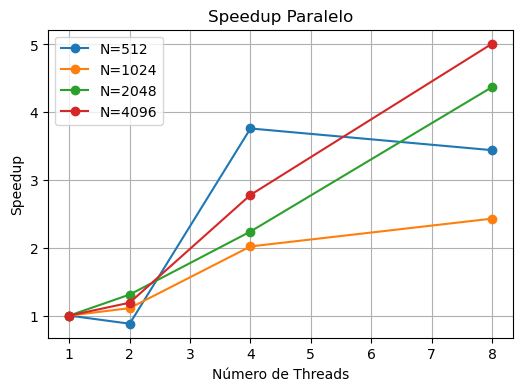 Speedup Paralelo
N=512
N=1024
N=2048
N=4096
Speedup
5
4
3
2
1
1 2 3 4 5 6 7 8
Número de Threads